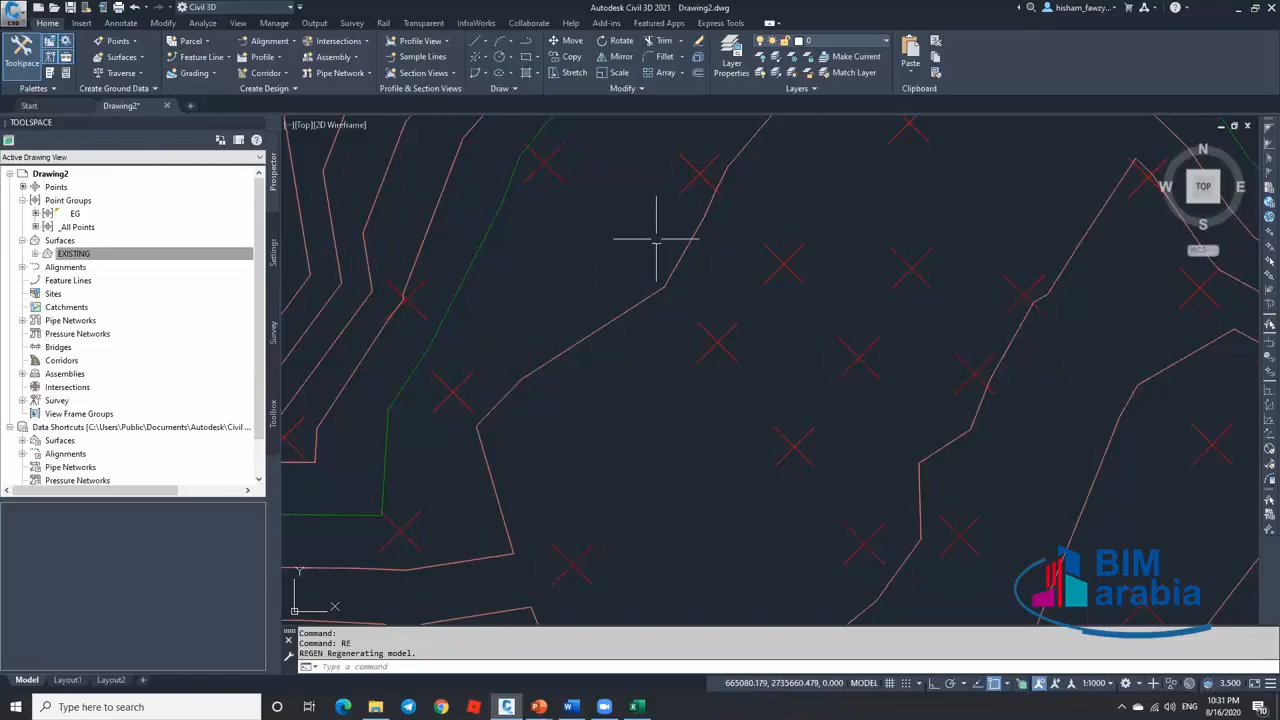 C3D
Civil 3D
Autodesk Civil 3D 2021 Drawing2.dwg
hisham_fawzy...
Home Insert Annotate Modify Analyze View Manage Output Survey Rail Transparent InfraWorks Collaborate Help Add-ins Featured Apps Express Tools
Toolspace
Points
Surfaces
Traverse
Parcel
Feature Line
Grading
Alignment
Profile
Corridor
Intersections
Assembly
Pipe Network
Profile View
Sample Lines
Section Views
Move
Copy
Stretch
Rotate
Mirror
Scale
Trim
Fillet
Array
Layer
Properties
0
Make Current
Match Layer
Paste
Palettes
Create Ground Data
Create Design
Profile & Section Views
Draw
Modify
Layers
Clipboard
Start
Drawing2*
TOOLSPACE
Active Drawing View
Drawing2
Points
Point Groups
EG
_All Points
Surfaces
EXISTING
Alignments
Feature Lines
Sites
Catchments
Pipe Networks
Pressure Networks
Bridges
Corridors
Assemblies
Intersections
Survey
View Frame Groups
Data Shortcuts [C:\Users\Public\Documents\Autodesk\Civil ...
Surfaces
Alignments
Pipe Networks
Pressure Networks
Prospector
Settings
Survey
Toolbox
[−][Top][2D Wireframe]
N
W TOP E
S
WCS
Y
X
BIM
arabia
Command:
Command: RE
REGEN Regenerating model.
Type a command
Model Layout1 Layout2
665080.179, 2735660.479, 0.000 MODEL
1:1000
3.500
Type here to search
ENG
10:31 PM
8/16/2020